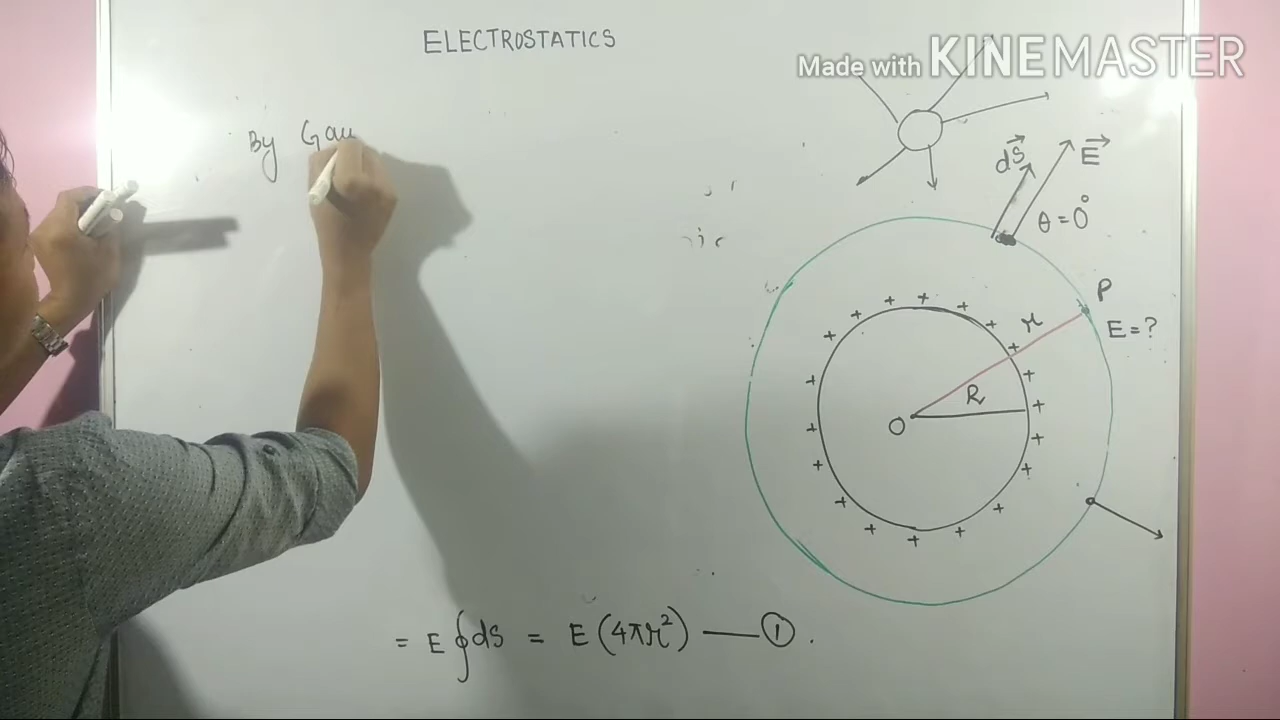 ELECTROSTATICS
Made with KINEMASTER
By Gau
dS⃗
E⃗
θ = 0°
P
r
E = ?
R
O
= E ∮ ds = E (4πr²) —— ①.